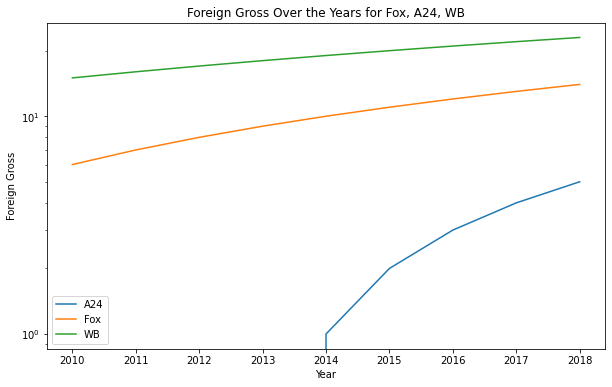 Foreign Gross Over the Years for Fox, A24, WB
Foreign Gross
10¹
10⁰
A24
Fox
WB
2010 2011 2012 2013 2014 2015 2016 2017 2018
Year